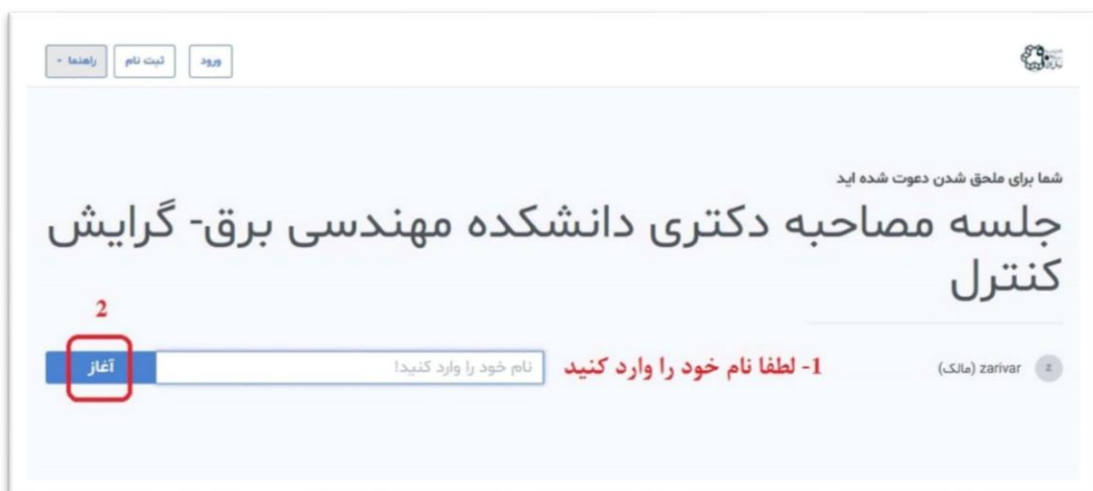 ورود
ثبت نام
راهنما
شما برای ملحق شدن دعوت شده اید
جلسه مصاحبه دکتری دانشکده مهندسی برق- گرایش
کنترل
2
z zarivar (مالک)
1- لطفا نام خود را وارد کنید
نام خود را وارد کنید!
آغاز